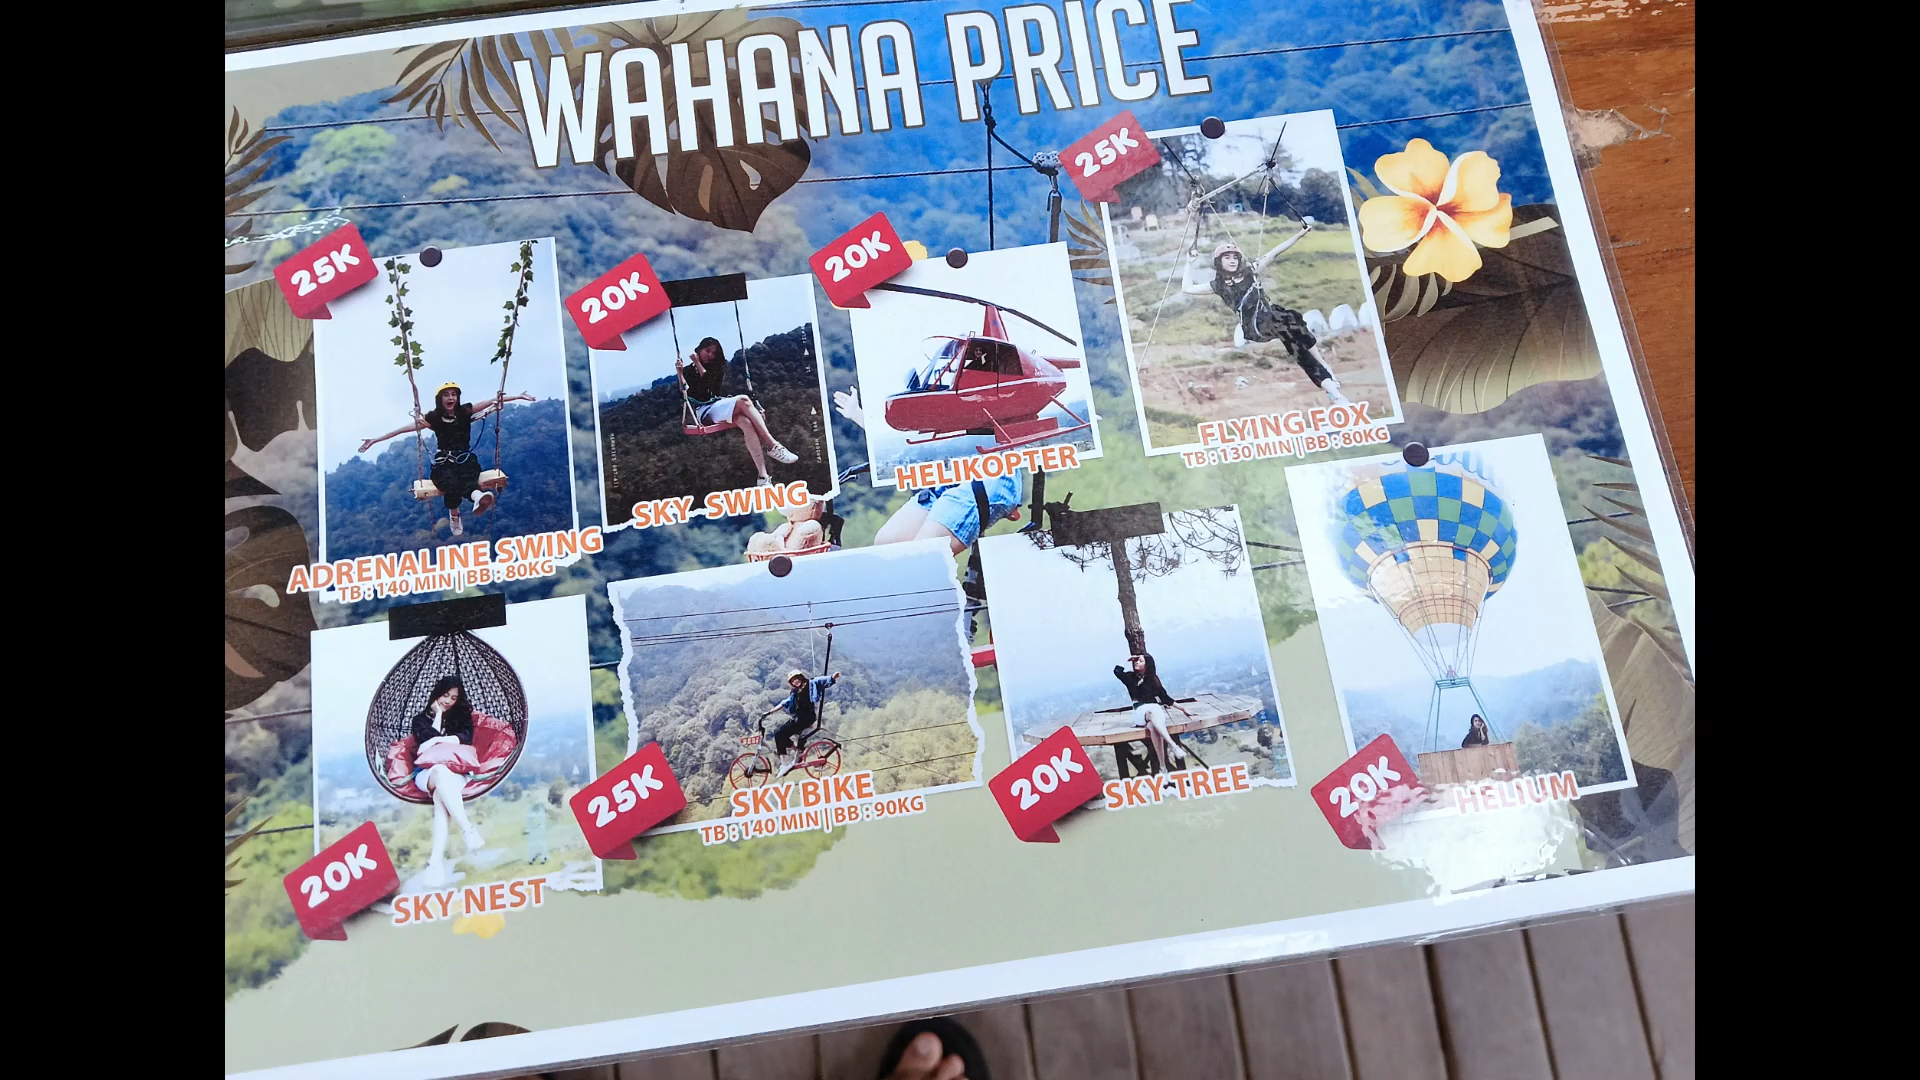 WAHANA PRICE
25K
ADRENALINE SWING
TB : 140 MIN | BB : 80KG
20K
SKY SWING
20K
HELIKOPTER
25K
FLYING FOX
TB : 130 MIN | BB : 80KG
20K
SKY NEST
25K
SKY BIKE
TB : 140 MIN | BB : 90KG
20K
SKY TREE
20K
HELIUM